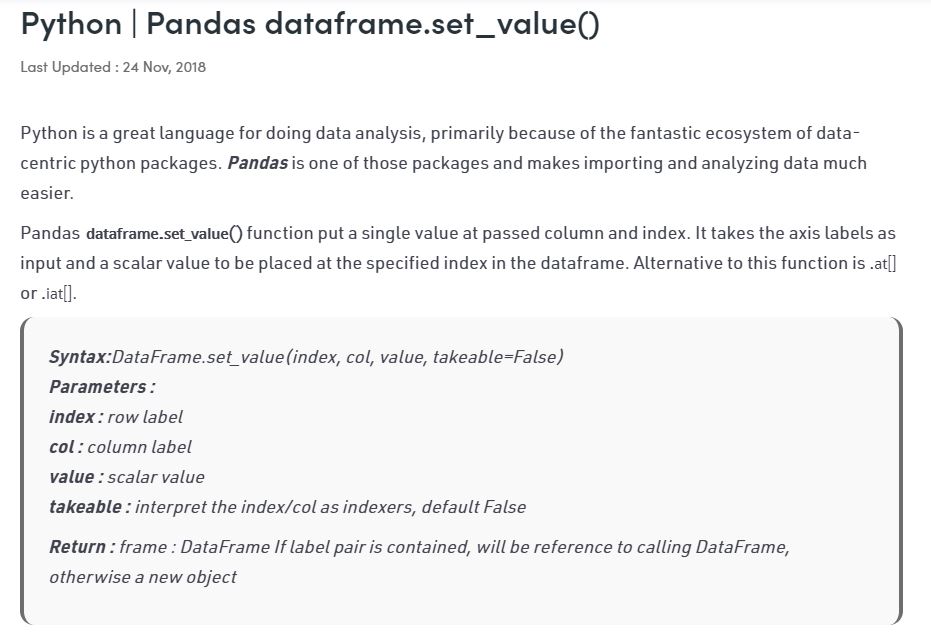 Python | Pandas dataframe.set_value()
Last Updated : 24 Nov, 2018
Python is a great language for doing data analysis, primarily because of the fantastic ecosystem of data-
centric python packages. Pandas is one of those packages and makes importing and analyzing data much
easier.
Pandas dataframe.set_value() function put a single value at passed column and index. It takes the axis labels as
input and a scalar value to be placed at the specified index in the dataframe. Alternative to this function is .at[]
or .iat[].
Syntax:DataFrame.set_value(index, col, value, takeable=False)
Parameters :
index : row label
col : column label
value : scalar value
takeable : interpret the index/col as indexers, default False
Return : frame : DataFrame If label pair is contained, will be reference to calling DataFrame,
otherwise a new object